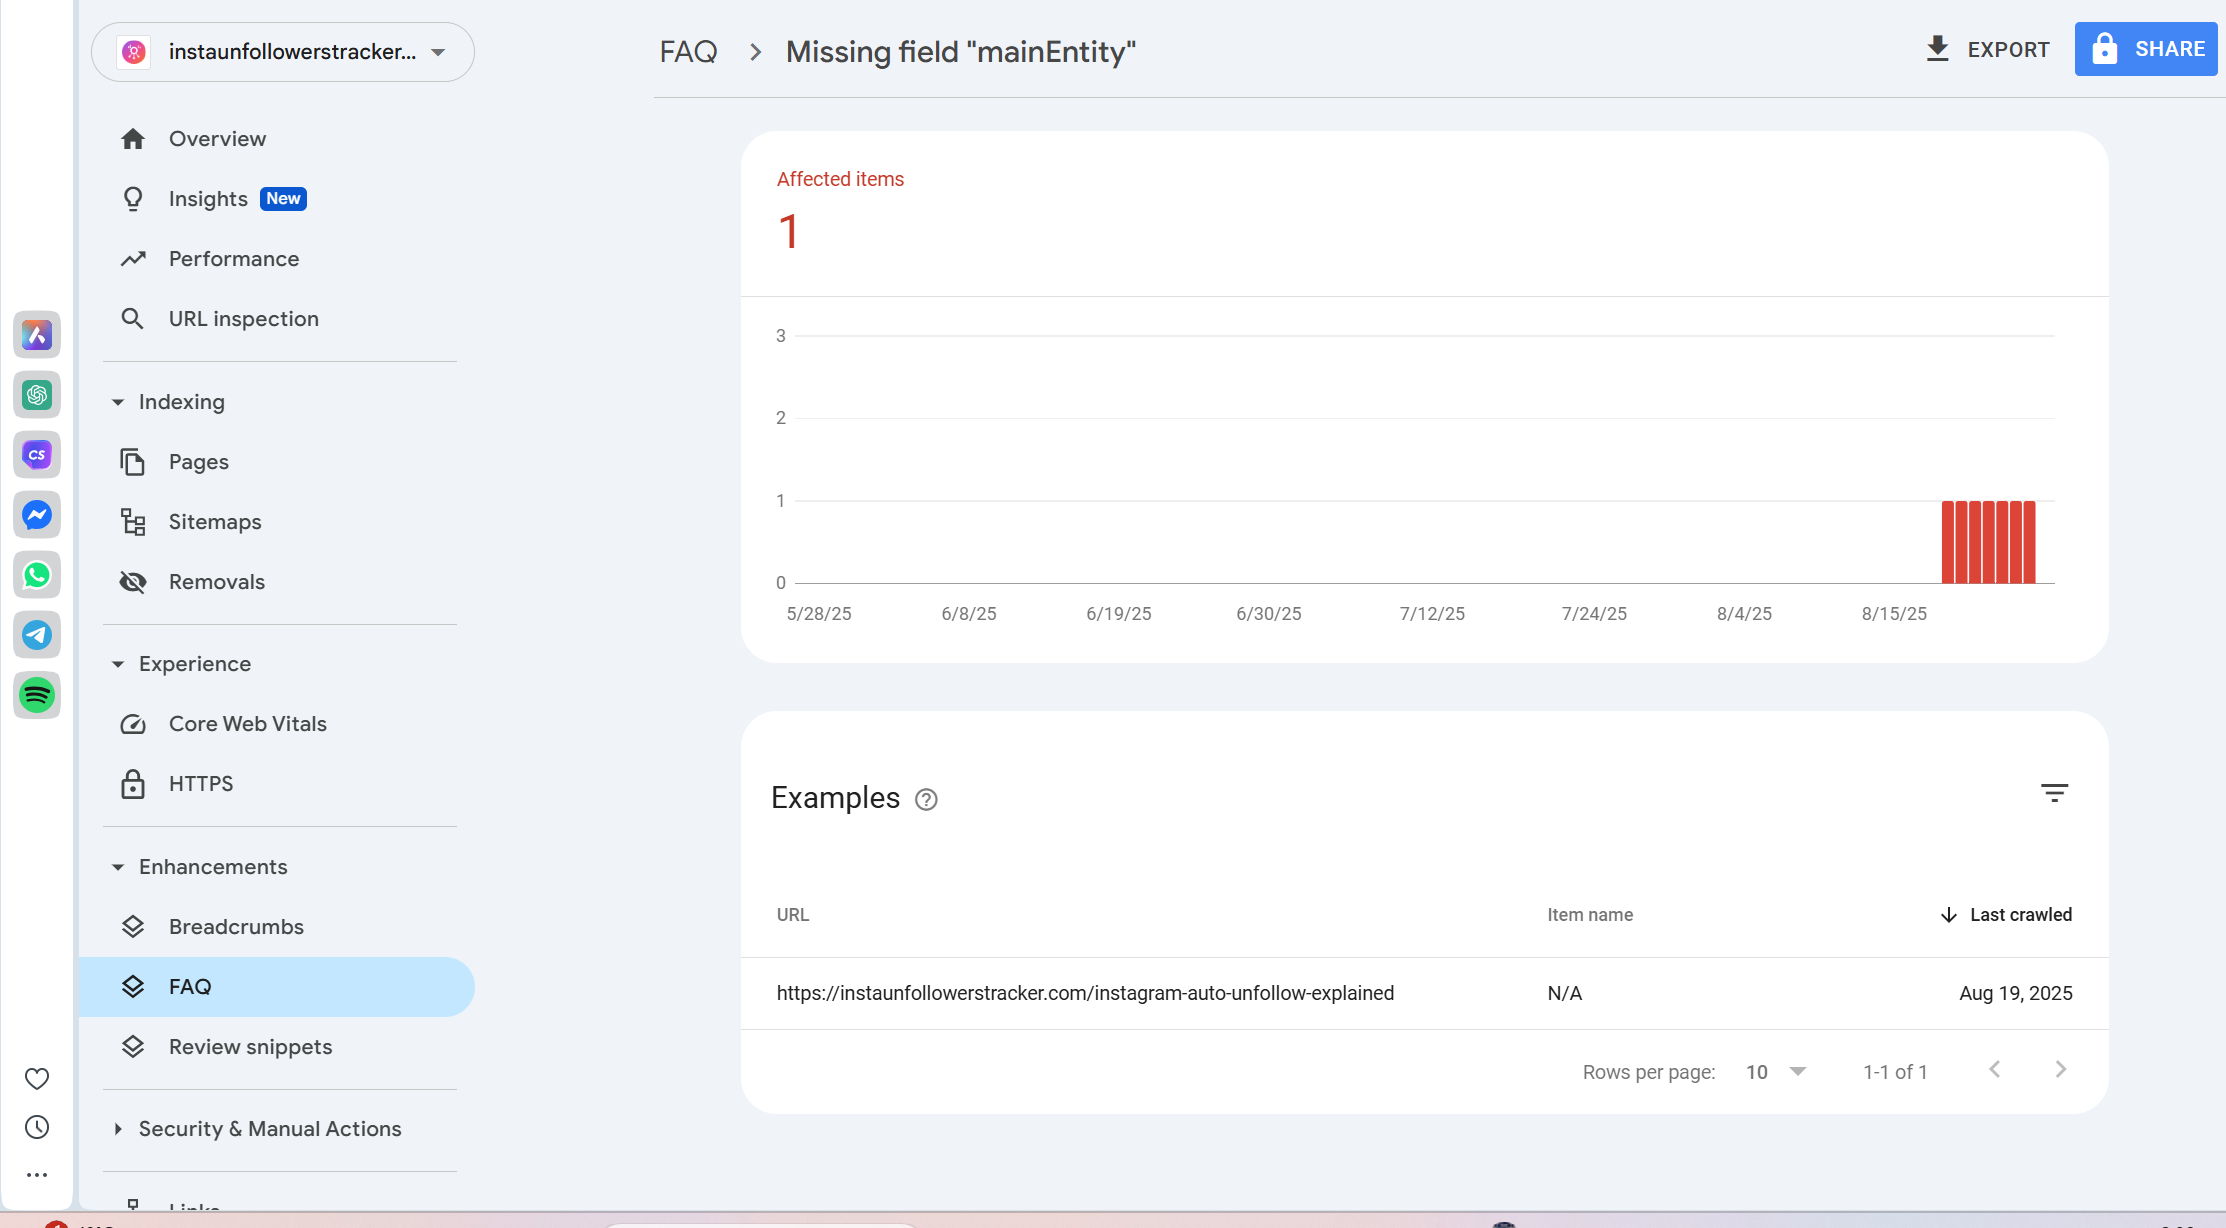 instaunfollowerstracker...
FAQ > Missing field "mainEntity"
EXPORT
SHARE
Overview
Insights New
Performance
URL inspection
Indexing
Pages
Sitemaps
Removals
Experience
Core Web Vitals
HTTPS
Enhancements
Breadcrumbs
FAQ
Review snippets
Security & Manual Actions
Links
CS
Affected items
1
3
2
1
0
5/28/25 6/8/25 6/19/25 6/30/25 7/12/25 7/24/25 8/4/25 8/15/25
Examples
URL Item name Last crawled
https://instaunfollowerstracker.com/instagram-auto-unfollow-explained N/A Aug 19, 2025
Rows per page: 10 1-1 of 1